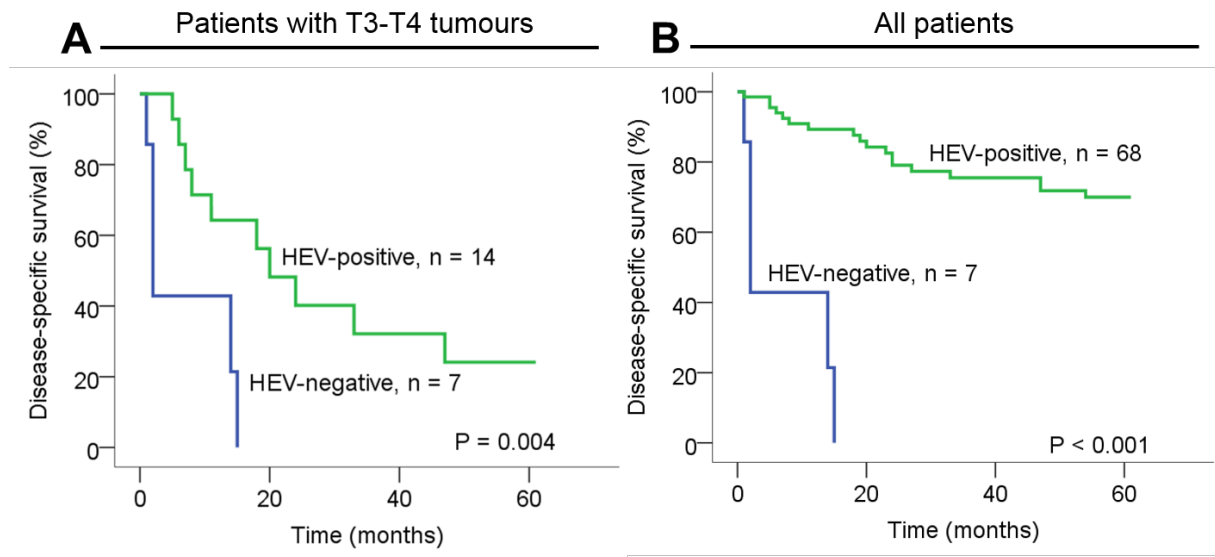 A
Patients with T3-T4 tumours
Disease-specific survival (%)
100
80
60
40
20
0
HEV-positive, n = 14
HEV-negative, n = 7
P = 0.004
0 20 40 60
Time (months)
B
All patients
Disease-specific survival (%)
100
80
60
40
20
0
HEV-positive, n = 68
HEV-negative, n = 7
P < 0.001
0 20 40 60
Time (months)